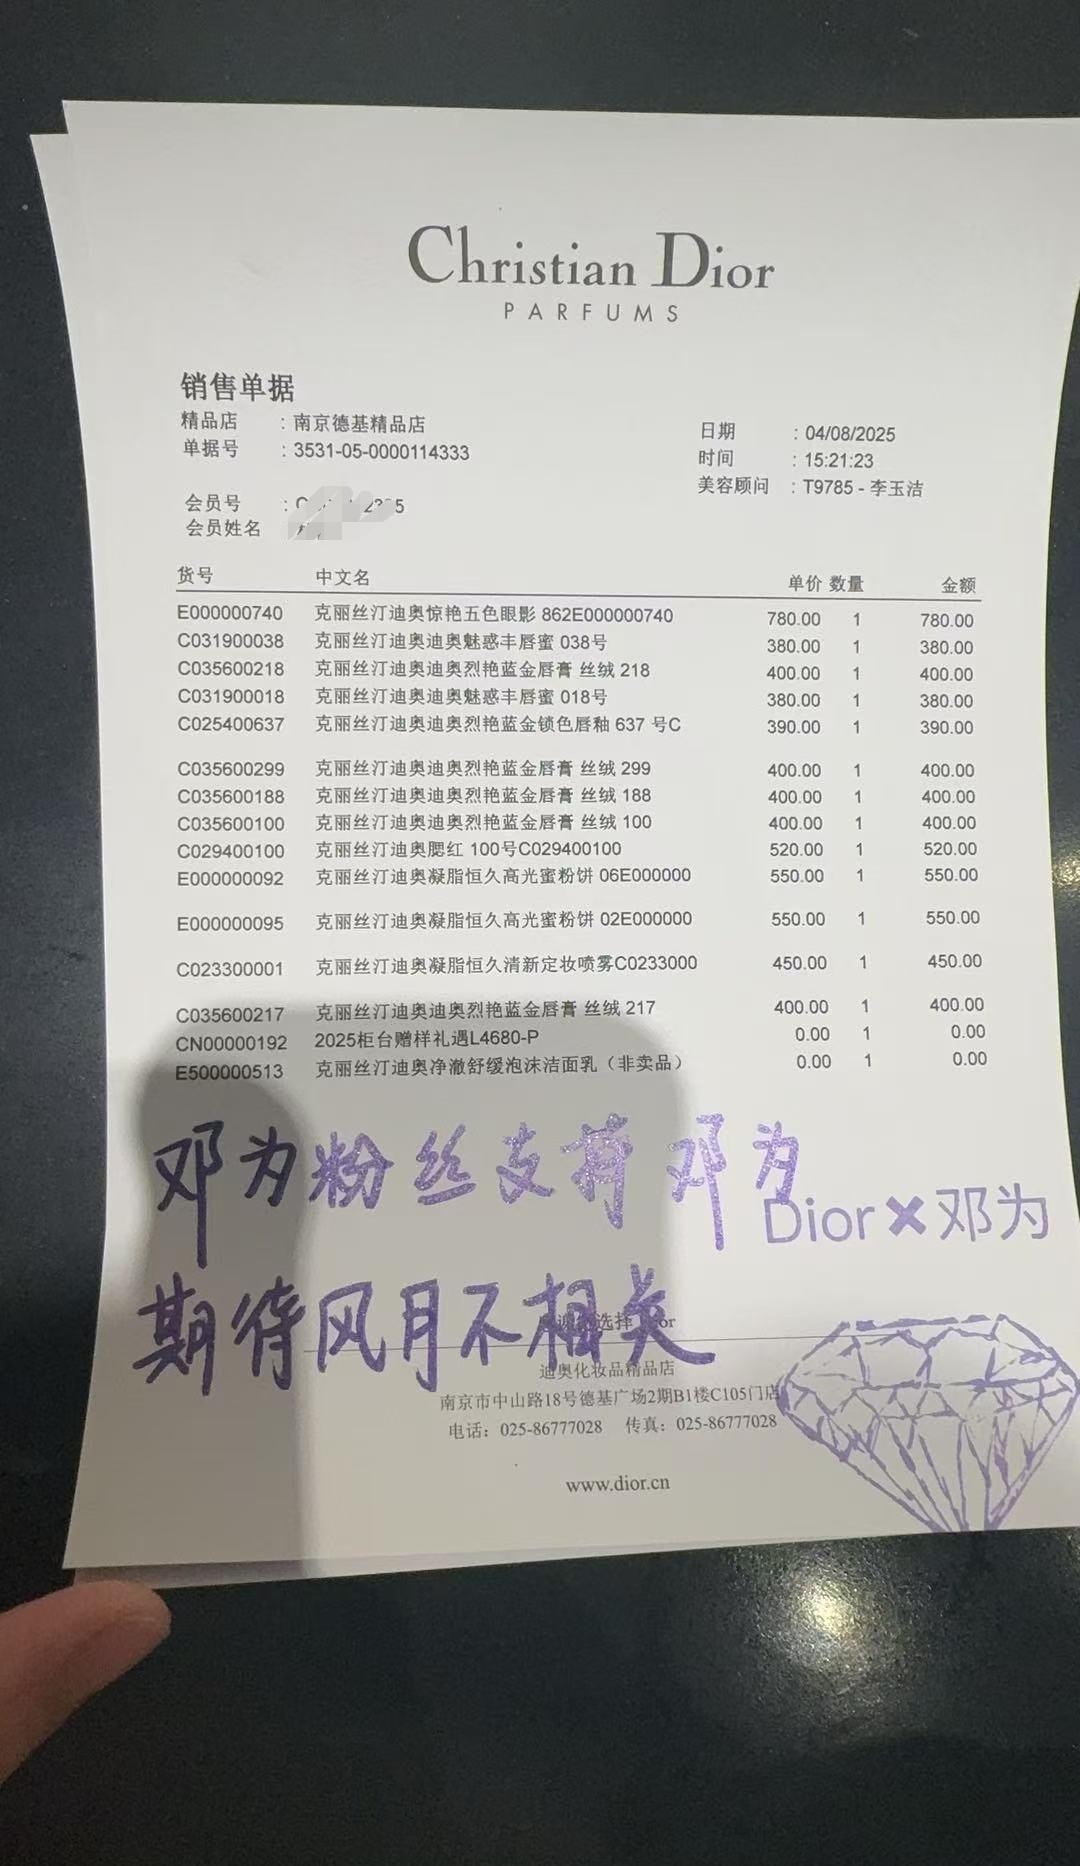 Christian Dior
PARFUMS
销售单据
精品店 : 南京德基精品店
单据号 : 3531-05-0000114333
日期 : 04/08/2025
时间 : 15:21:23
美容顾问 : T9785 - 李玉洁
会员号 :
会员姓名
货号 中文名 单价 数量 金额
E000000740 克丽丝汀迪奥惊艳五色眼影 862E000000740 780.00 1 780.00
C031900038 克丽丝汀迪奥迪奥魅惑丰唇蜜 038号 380.00 1 380.00
C035600218 克丽丝汀迪奥迪奥烈艳蓝金唇膏 丝绒 218 400.00 1 400.00
C031900018 克丽丝汀迪奥迪奥魅惑丰唇蜜 018号 380.00 1 380.00
C025400637 克丽丝汀迪奥迪奥烈艳蓝金锁色唇釉 637 号C 390.00 1 390.00
C035600299 克丽丝汀迪奥迪奥烈艳蓝金唇膏 丝绒 299 400.00 1 400.00
C035600188 克丽丝汀迪奥迪奥烈艳蓝金唇膏 丝绒 188 400.00 1 400.00
C035600100 克丽丝汀迪奥迪奥烈艳蓝金唇膏 丝绒 100 400.00 1 400.00
C029400100 克丽丝汀迪奥腮红 100号C029400100 520.00 1 520.00
E000000092 克丽丝汀迪奥凝脂恒久高光蜜粉饼 06E000000 550.00 1 550.00
E000000095 克丽丝汀迪奥凝脂恒久高光蜜粉饼 02E000000 550.00 1 550.00
C023300001 克丽丝汀迪奥凝脂恒久清新定妆喷雾C0233000 450.00 1 450.00
C035600217 克丽丝汀迪奥迪奥烈艳蓝金唇膏 丝绒 217 400.00 1 400.00
CN00000192 2025柜台赠样礼遇L4680-P 0.00 1 0.00
E500000513 克丽丝汀迪奥净澈舒缓泡沫洁面乳（非卖品） 0.00 1 0.00
邓为粉丝支持邓为
Dior×邓为
期待风月不相关
选择
迪奥化妆品精品店
南京市中山路18号德基广场2期B1楼C105门店
电话：025-86777028 传真：025-86777028
www.dior.cn